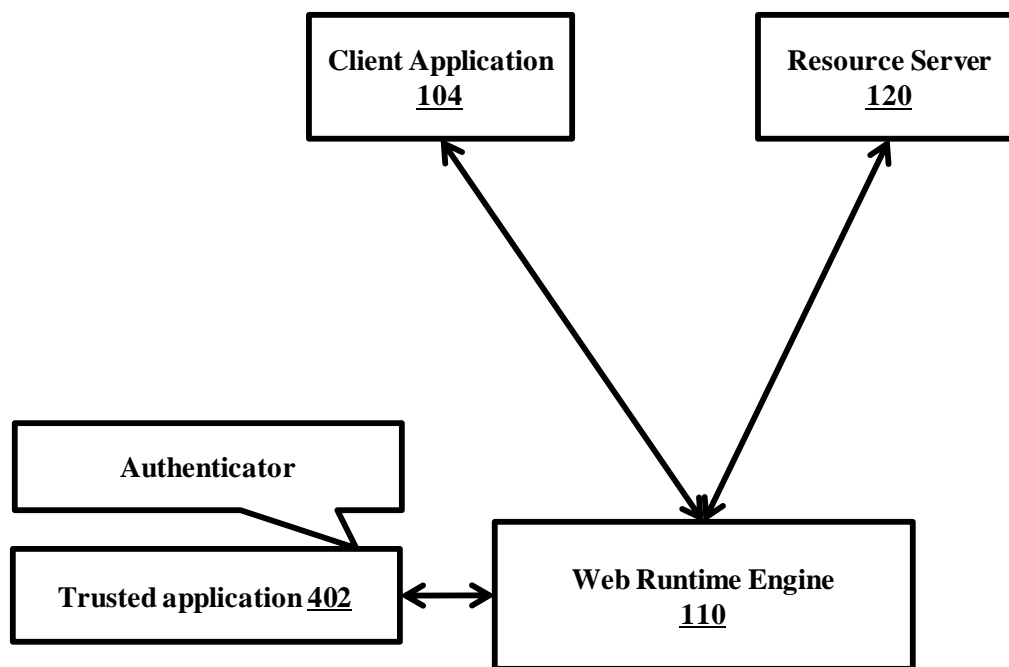 Client Application
104
Resource Server
120
Authenticator
Trusted application 402
Web Runtime Engine
110